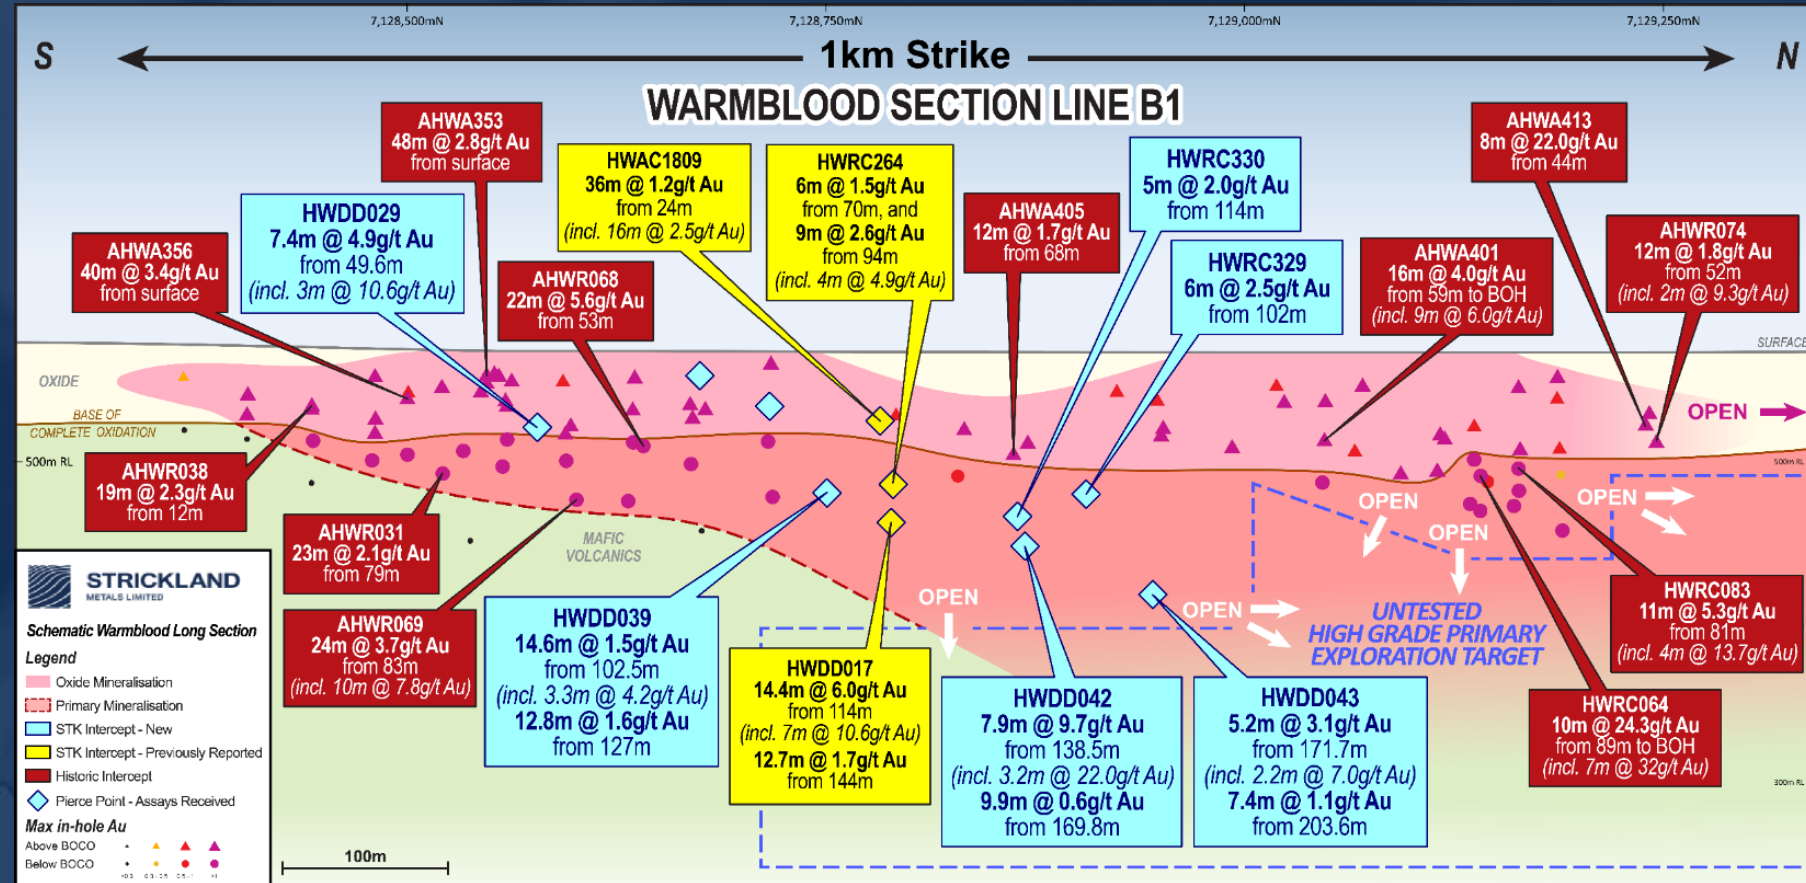 7,128,500mN
7,128,750mN
7,129,000mN
7,129,250mN
S
1km Strike
N
WARMBLOOD SECTION LINE B1
AHWA353
48m @ 2.8g/t Au
from surface
AHWA413
8m @ 22.0g/t Au
from 44m
HWAC1809
36m @ 1.2g/t Au
from 24m
(incl. 16m @ 2.5g/t Au)
HWRC264
6m @ 1.5g/t Au
from 70m, and
9m @ 2.6g/t Au
from 94m
(incl. 4m @ 4.9g/t Au)
HWRC330
5m @ 2.0g/t Au
from 114m
HWDD029
7.4m @ 4.9g/t Au
from 49.6m
(incl. 3m @ 10.6g/t Au)
AHWA405
12m @ 1.7g/t Au
from 68m
AHWR074
12m @ 1.8g/t Au
from 52m
(incl. 2m @ 9.3g/t Au)
AHWA356
40m @ 3.4g/t Au
from surface
AHWR068
22m @ 5.6g/t Au
from 53m
HWRC329
6m @ 2.5g/t Au
from 102m
AHWA401
16m @ 4.0g/t Au
from 59m to BOH
(incl. 9m @ 6.0g/t Au)
SURFACE
OXIDE
BASE OF
COMPLETE OXIDATION
OPEN
500m RL
500m RL
AHWR038
19m @ 2.3g/t Au
from 12m
OPEN
OPEN
OPEN
AHWR031
23m @ 2.1g/t Au
from 79m
MAFIC
VOLCANICS
STRICKLAND
METALS LIMITED
Schematic Warmblood Long Section
Legend
Oxide Mineralisation
Primary Mineralisation
STK Intercept - New
STK Intercept - Previously Reported
Historic Intercept
Pierce Point - Assays Received
Max in-hole Au
Above BOCO
Below BOCO
100m
AHWR069
24m @ 3.7g/t Au
from 83m
(incl. 10m @ 7.8g/t Au)
HWDD039
14.6m @ 1.5g/t Au
from 102.5m
(incl. 3.3m @ 4.2g/t Au)
12.8m @ 1.6g/t Au
from 127m
OPEN
OPEN
UNTESTED
HIGH GRADE PRIMARY
EXPLORATION TARGET
HWRC083
11m @ 5.3g/t Au
from 81m
(incl. 4m @ 13.7g/t Au)
HWDD017
14.4m @ 6.0g/t Au
from 114m
(incl. 7m @ 10.6g/t Au)
12.7m @ 1.7g/t Au
from 144m
HWDD042
7.9m @ 9.7g/t Au
from 138.5m
(incl. 3.2m @ 22.0g/t Au)
9.9m @ 0.6g/t Au
from 169.8m
HWDD043
5.2m @ 3.1g/t Au
from 171.7m
(incl. 2.2m @ 7.0g/t Au)
7.4m @ 1.1g/t Au
from 203.6m
HWRC064
10m @ 24.3g/t Au
from 89m to BOH
(incl. 7m @ 32g/t Au)
300m RL